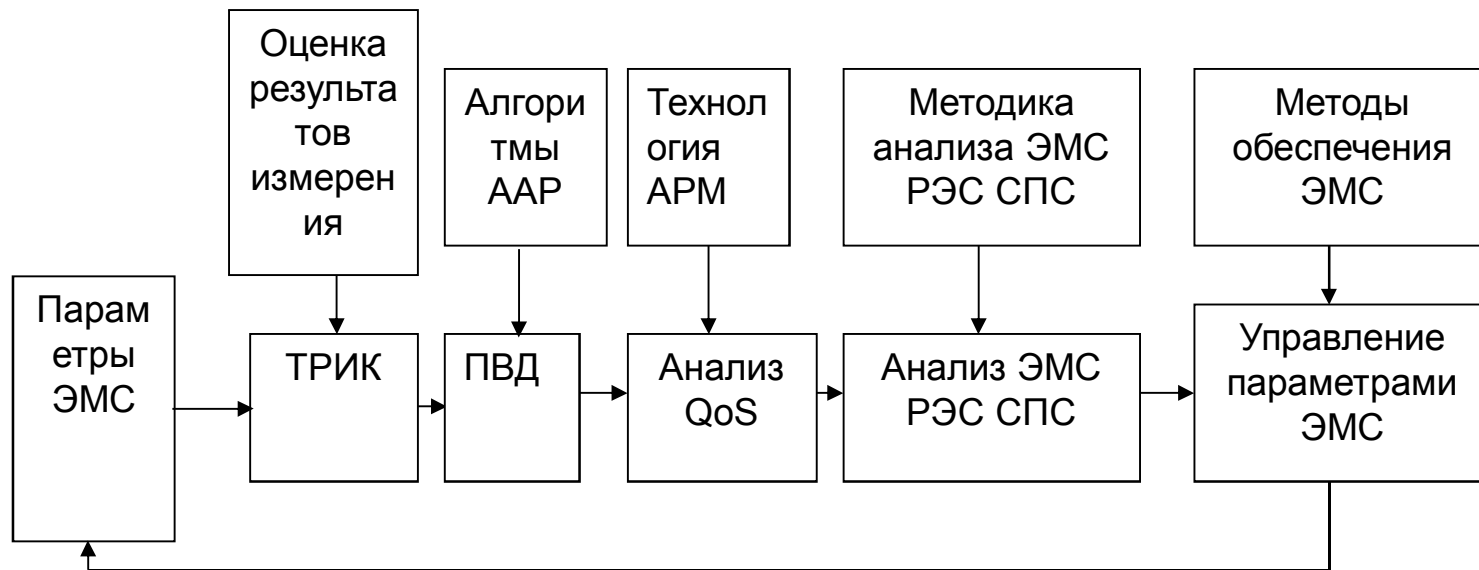 Оценка
результа
тов
измерен
ия
Алгори
тмы
ААР
Технол
огия
АРМ
Методика
анализа ЭМС
РЭС СПС
Методы
обеспечения
ЭМС
Парам
етры
ЭМС
ТРИК
ПВД
Анализ
QoS
Анализ ЭМС
РЭС СПС
Управление
параметрами
ЭМС